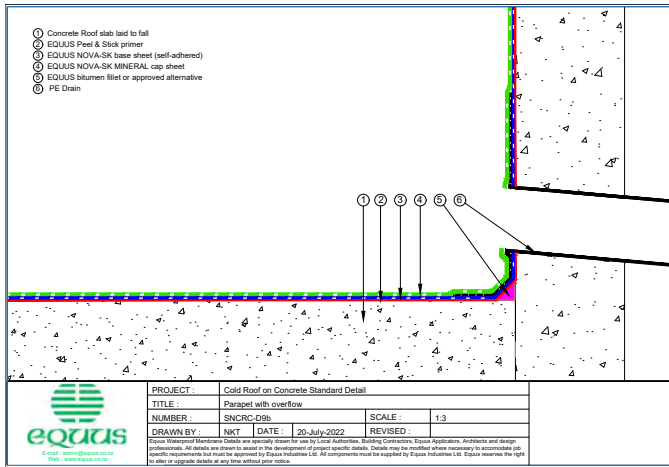 ① Concrete Roof slab laid to fall
② EQUUS Peel & Stick primer
③ EQUUS NOVA-SK base sheet (self-adhered)
④ EQUUS NOVA-SK MINERAL cap sheet
⑤ EQUUS bitumen fillet or approved alternative
⑥ PE Drain
① ② ③ ④ ⑤ ⑥
equus
E-mail : admin@equus.co.nz
Web : www.equus.co.nz
PROJECT : Cold Roof on Concrete Standard Detail
TITLE : Parapet with overflow
NUMBER : SNCRC-D9b SCALE : 1:3
DRAWN BY : NKT DATE : 20-July-2022 REVISED :
Equus Waterproof Membrane Details are specially drawn for use by Local Authorities, Building Contractors, Equus Applicators, Architects and design
professionals. All details are drawn to assist in the development of project specific details. Details may be modified where necessary to accomodate job
specific requirements but must be approved by Equus Industries Ltd. All components must be supplied by Equus Industries Ltd. Equus reserves the right
to alter or upgrade details at any time without prior notice.